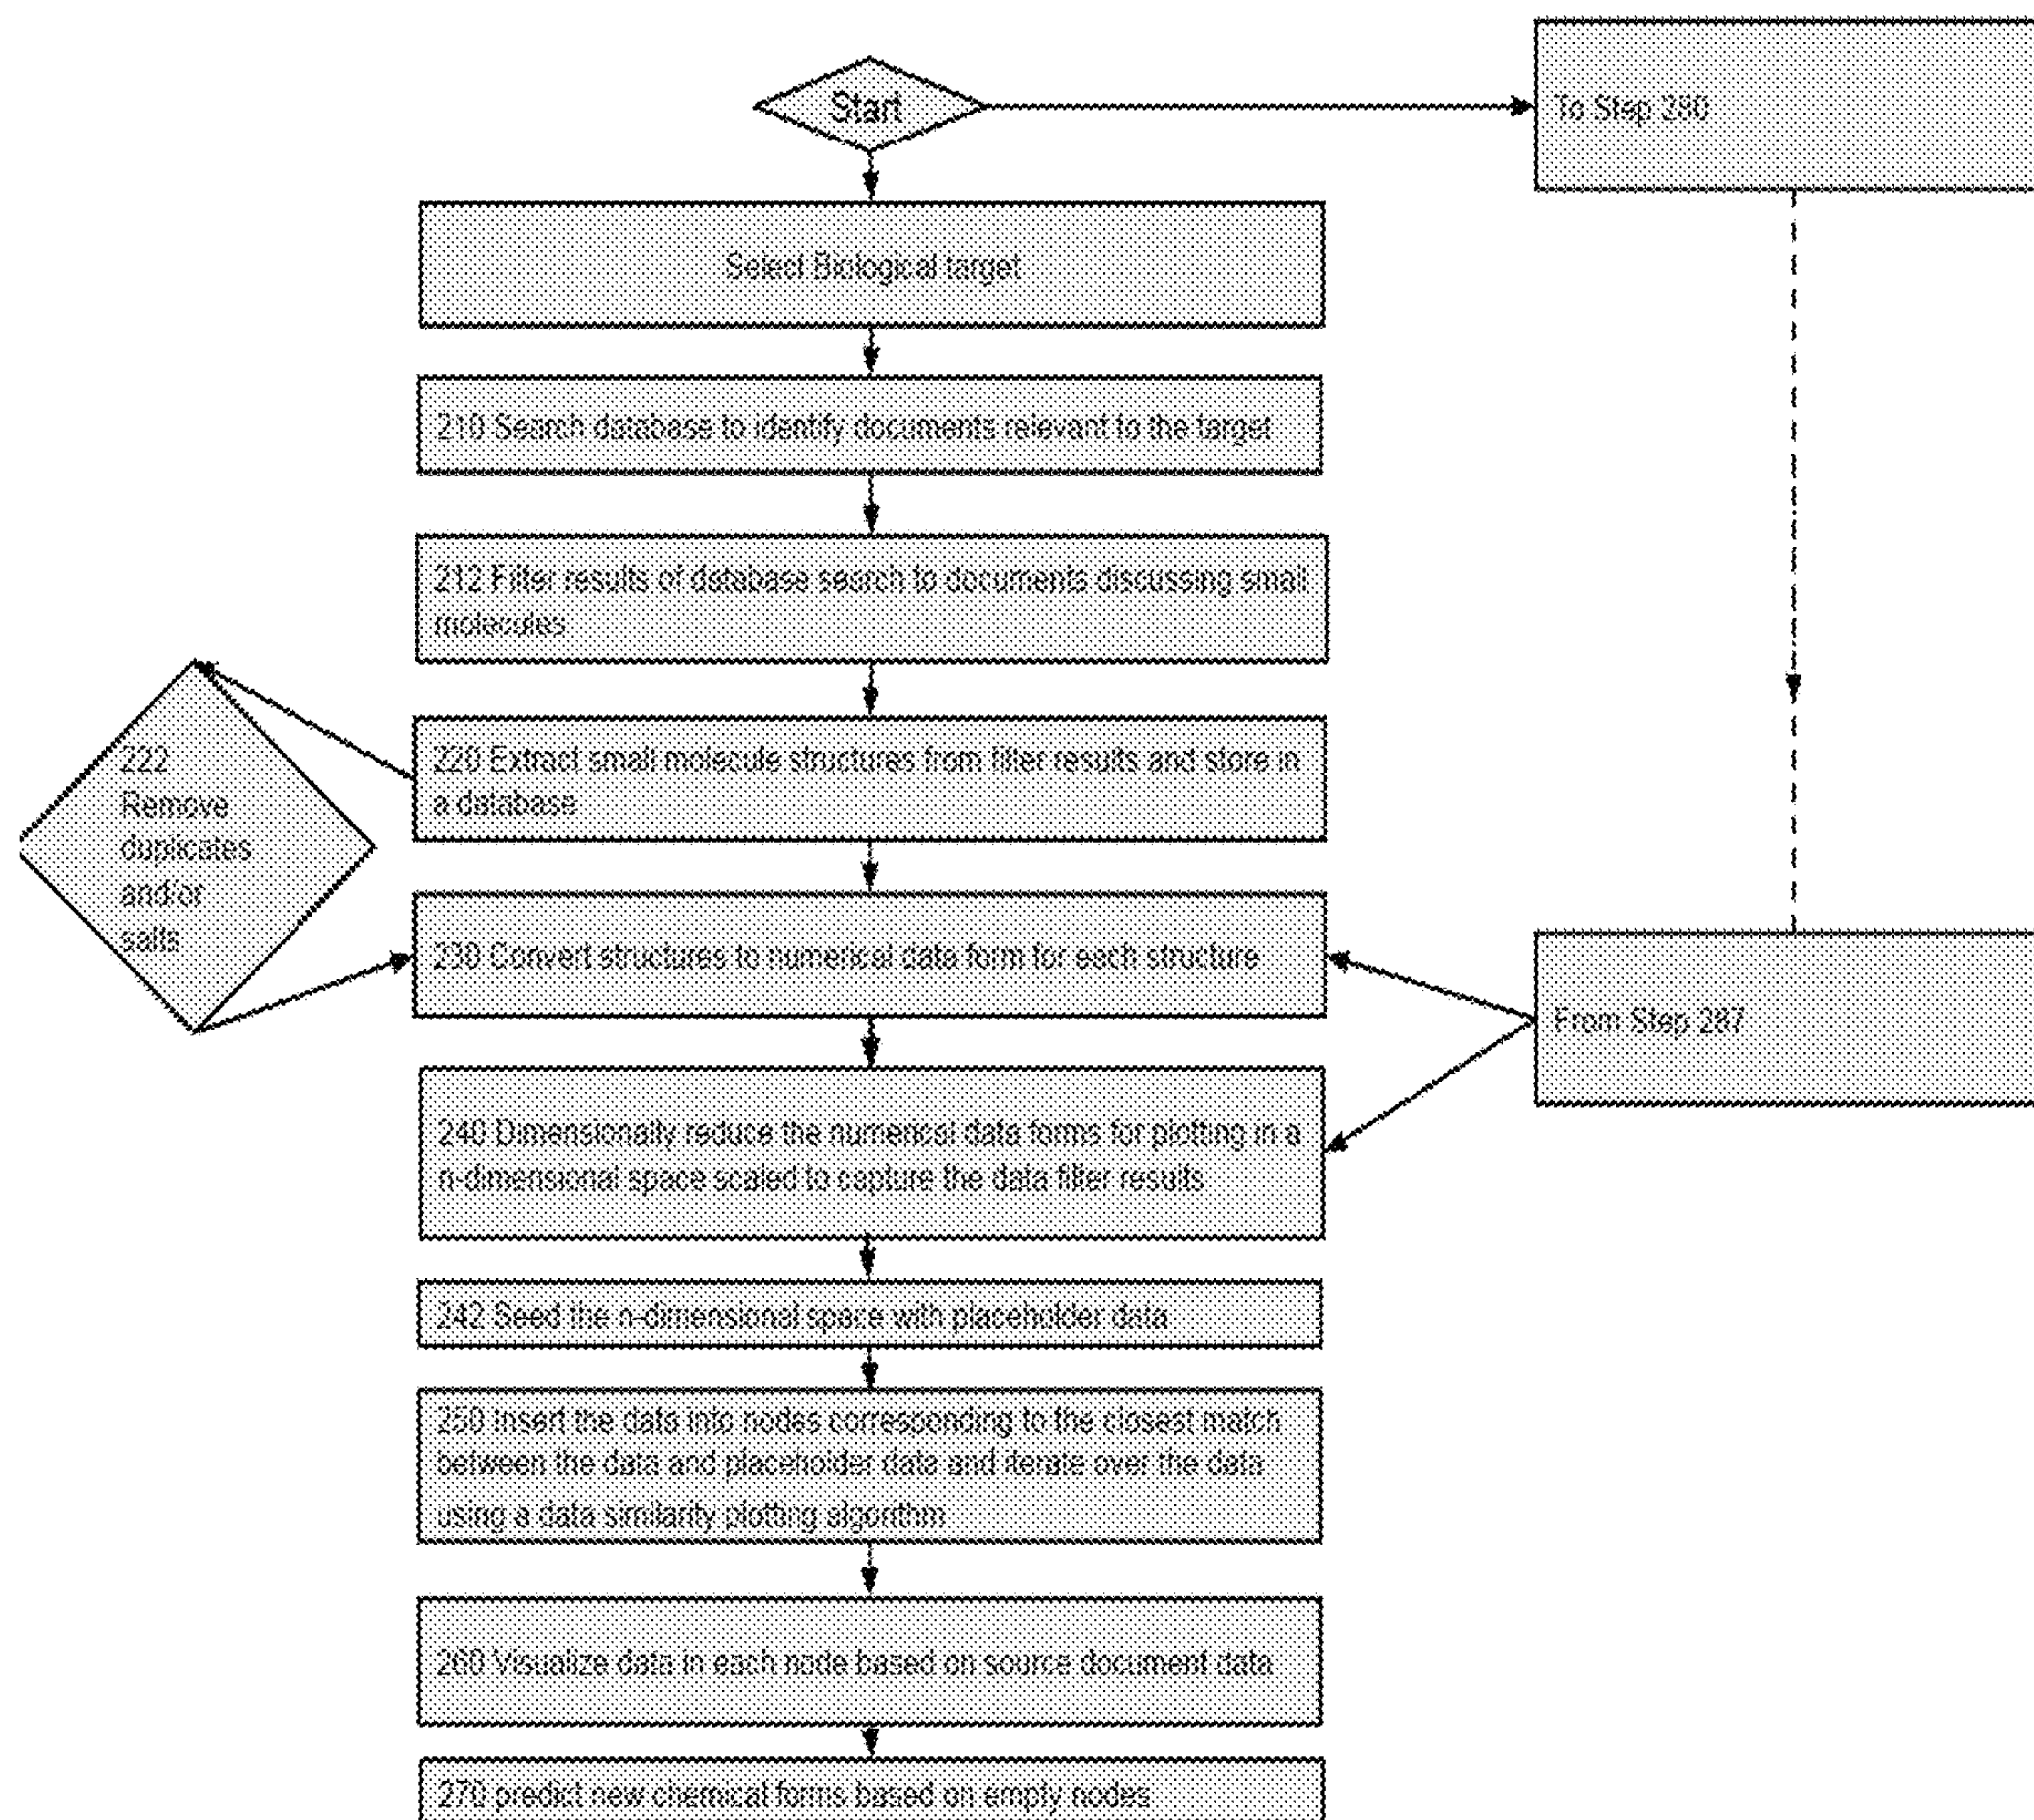 Start
To Step 280
Select Biological target
210 Search database to identify documents relevant to the target
212 Filter results of database search to documents discussing small
molecules
222
Remove
duplicates
and/or
salts
220 Extract small molecule structures from filter results and store in
a database
230 Convert structures to numerical data form for each structure
From Step 287
240 Dimensionally reduce the numerical data forms for plotting in a
n-dimensional space scaled to capture the data filter results
242 Seed the n-dimensional space with placeholder data
250 Insert the data into nodes corresponding to the closest match
between the data and placeholder data and iterate over the data
using a data similarity plotting algorithm
260 Visualize data in each node based on source document data
270 predict new chemical forms based on empty nodes